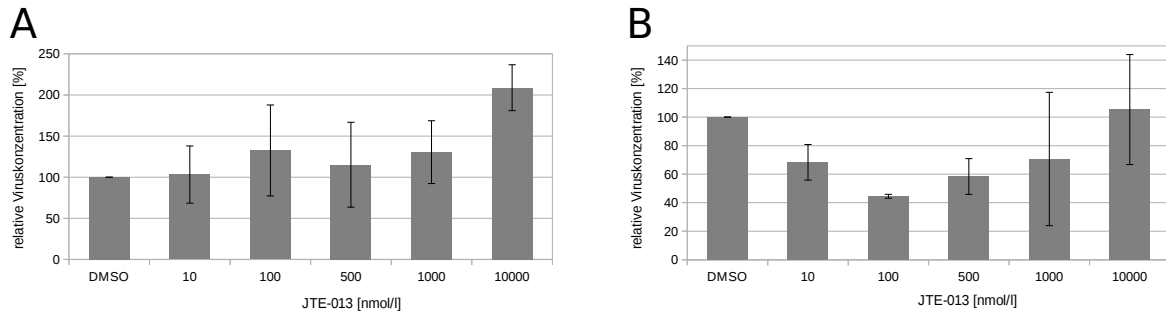 A
relative Viruskonzentration [%]
250
200
150
100
50
0
DMSO 10 100 500 1000 10000
JTE-013 [nmol/l]
B
relative Viruskonzentration [%]
140
120
100
80
60
40
20
0
DMSO 10 100 500 1000 10000
JTE-013 [nmol/l]